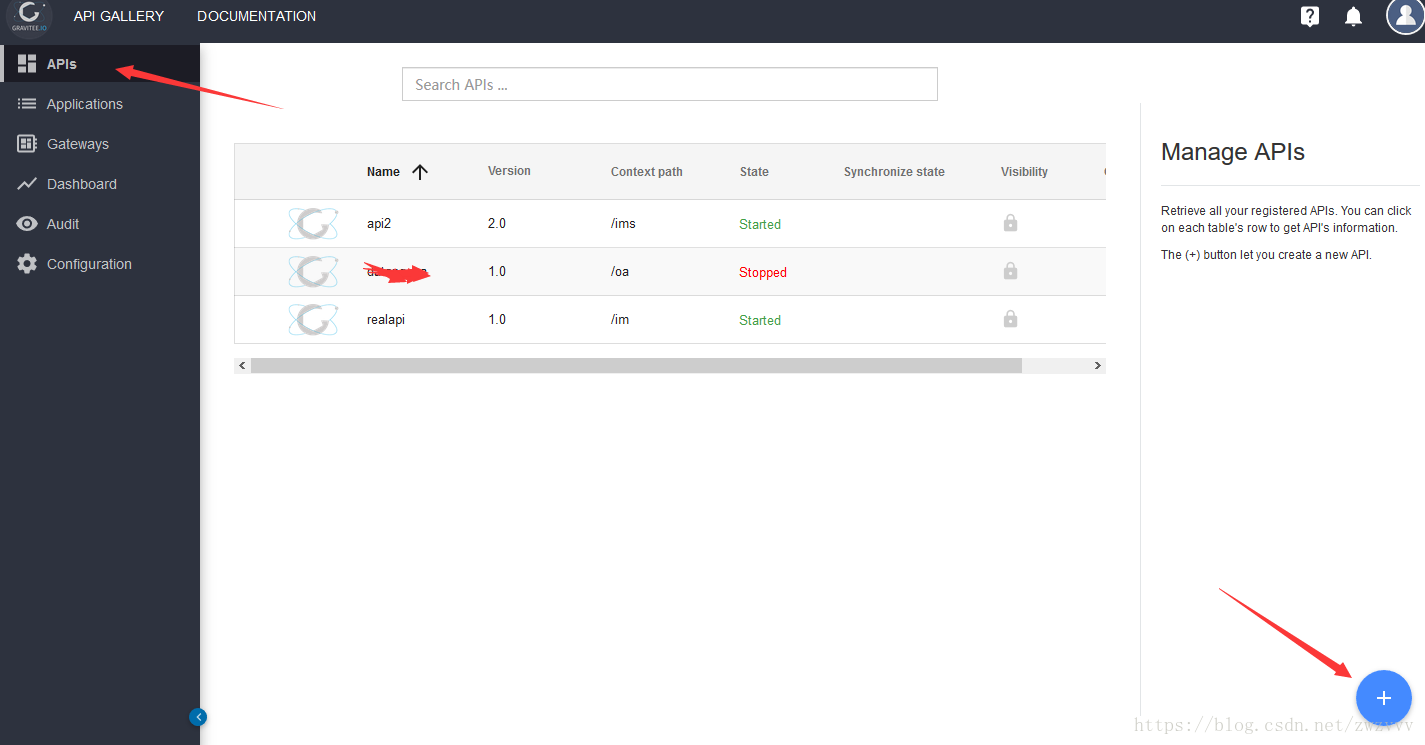 GRAVITEE.IO
API GALLERY
DOCUMENTATION
APIs
Applications
Gateways
Dashboard
Audit
Configuration
Search APIs ...
Name Version Context path State Synchronize state Visibility
api2 2.0 /ims Started
1.0 /oa Stopped
realapi 1.0 /im Started
Manage APIs
Retrieve all your registered APIs. You can click
on each table's row to get API's information.
The (+) button let you create a new API.
https://blog.csdn.net/zwzvvv